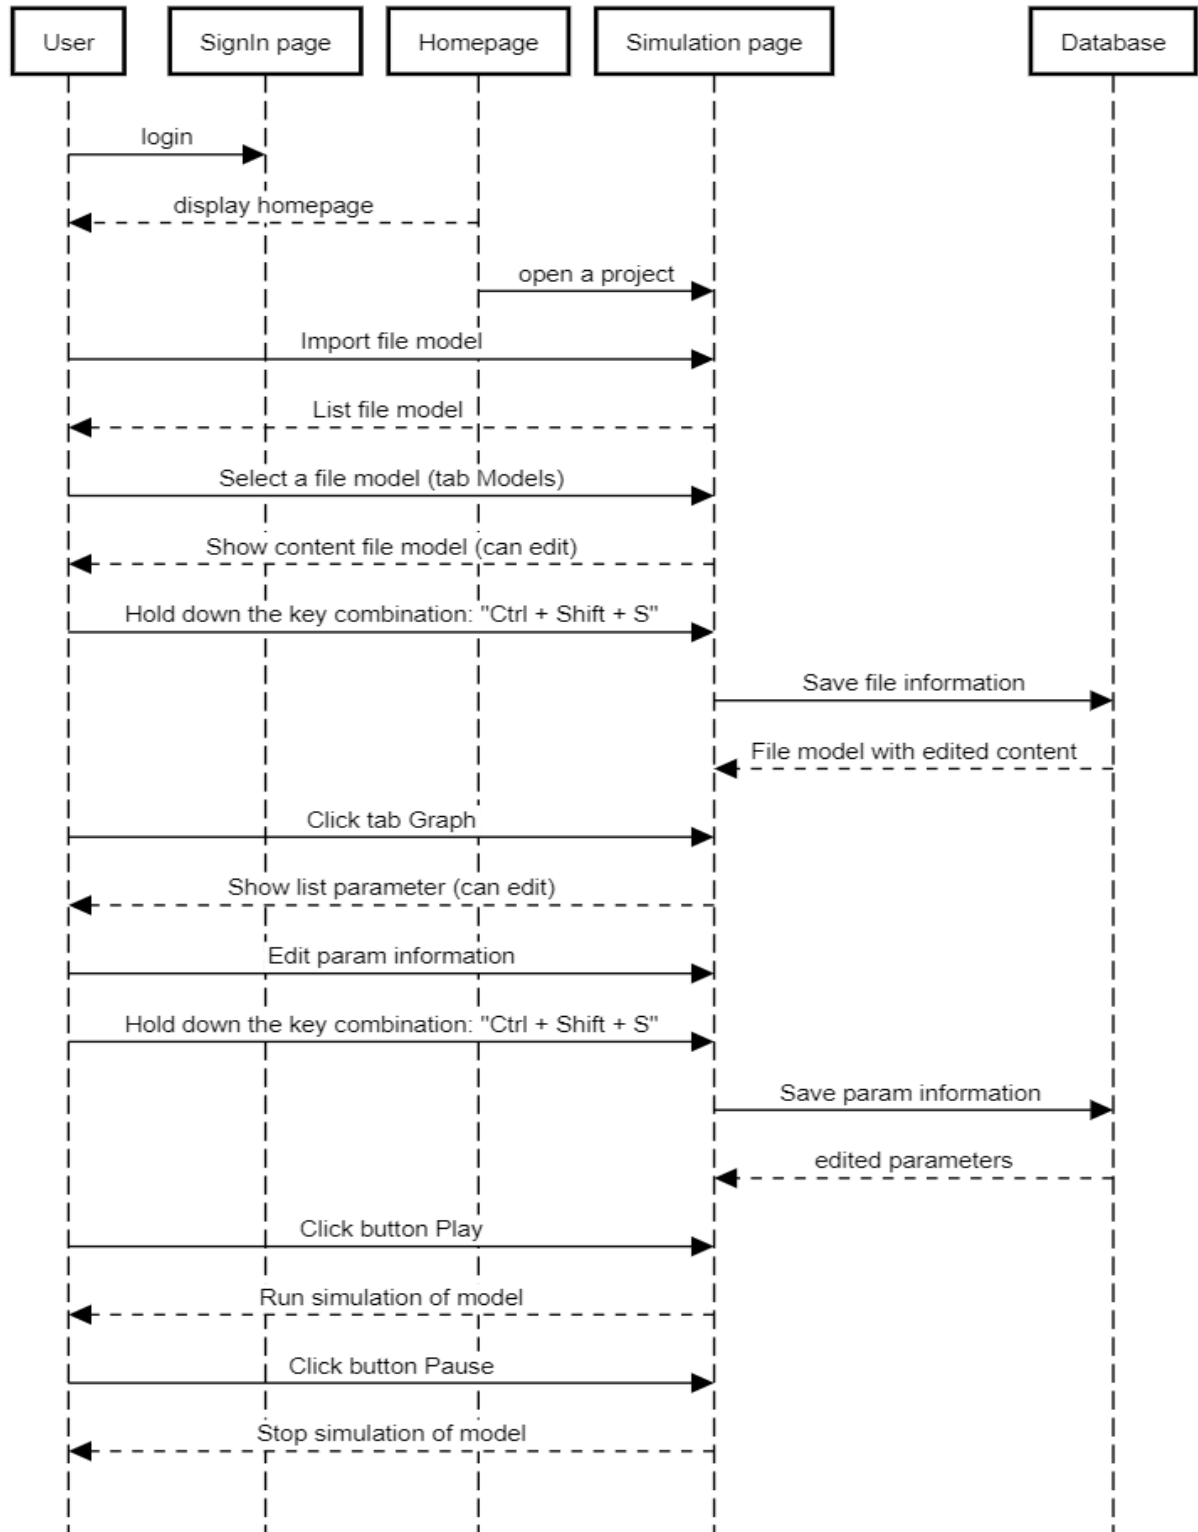 User
SignIn page
Homepage
Simulation page
Database
login
display homepage
open a project
Import file model
List file model
Select a file model (tab Models)
Show content file model (can edit)
Hold down the key combination: "Ctrl + Shift + S"
Save file information
File model with edited content
Click tab Graph
Show list parameter (can edit)
Edit param information
Hold down the key combination: "Ctrl + Shift + S"
Save param information
edited parameters
Click button Play
Run simulation of model
Click button Pause
Stop simulation of model